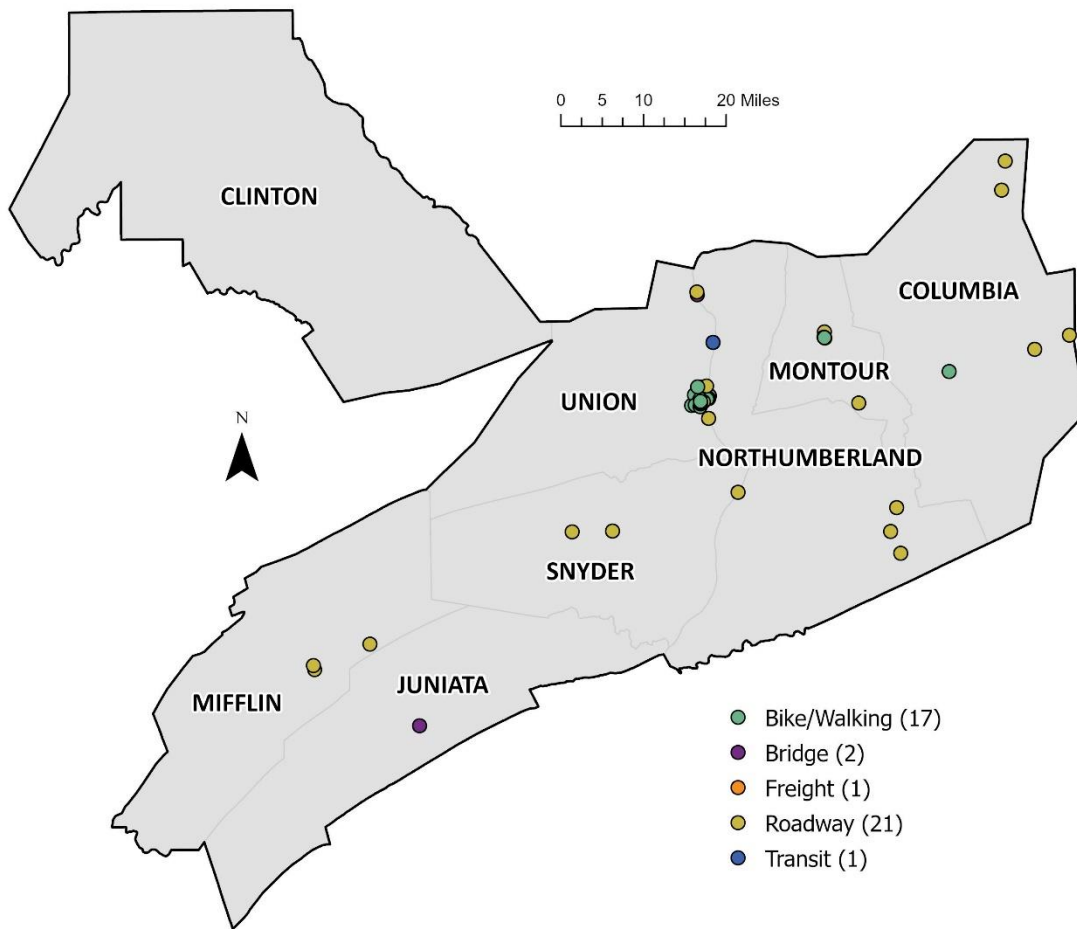 0 5 10 20 Miles
CLINTON
COLUMBIA
MONTOUR
UNION
N
NORTHUMBERLAND
SNYDER
JUNIATA
MIFFLIN
Bike/Walking (17)
Bridge (2)
Freight (1)
Roadway (21)
Transit (1)